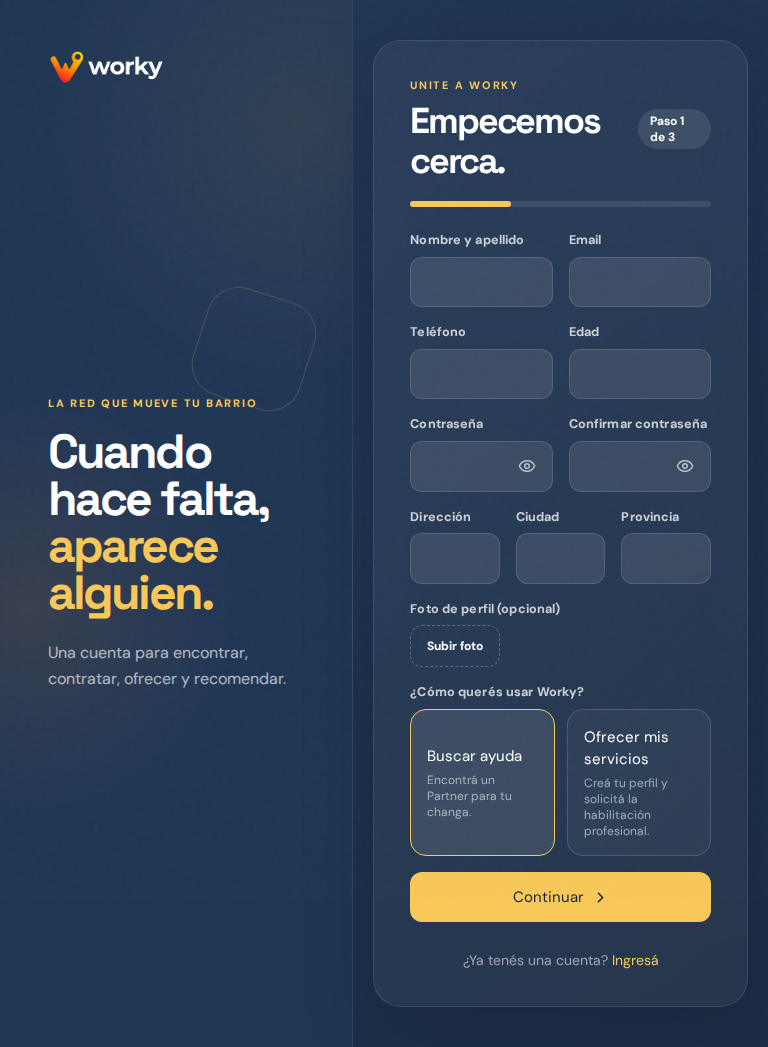 worky
LA RED QUE MUEVE TU BARRIO
Cuando
hace falta,
aparece
alguien.
Una cuenta para encontrar,
contratar, ofrecer y recomendar.
UNITE A WORKY
Empecemos
cerca.
Paso 1
de 3
Nombre y apellido
Email
Teléfono
Edad
Contraseña
Confirmar contraseña
Dirección
Ciudad
Provincia
Foto de perfil (opcional)
Subir foto
¿Cómo querés usar Worky?
Buscar ayuda
Encontrá un
Partner para tu
changa.
Ofrecer mis
servicios
Creá tu perfil y
solicitá la
habilitación
profesional.
Continuar
¿Ya tenés una cuenta? Ingresá